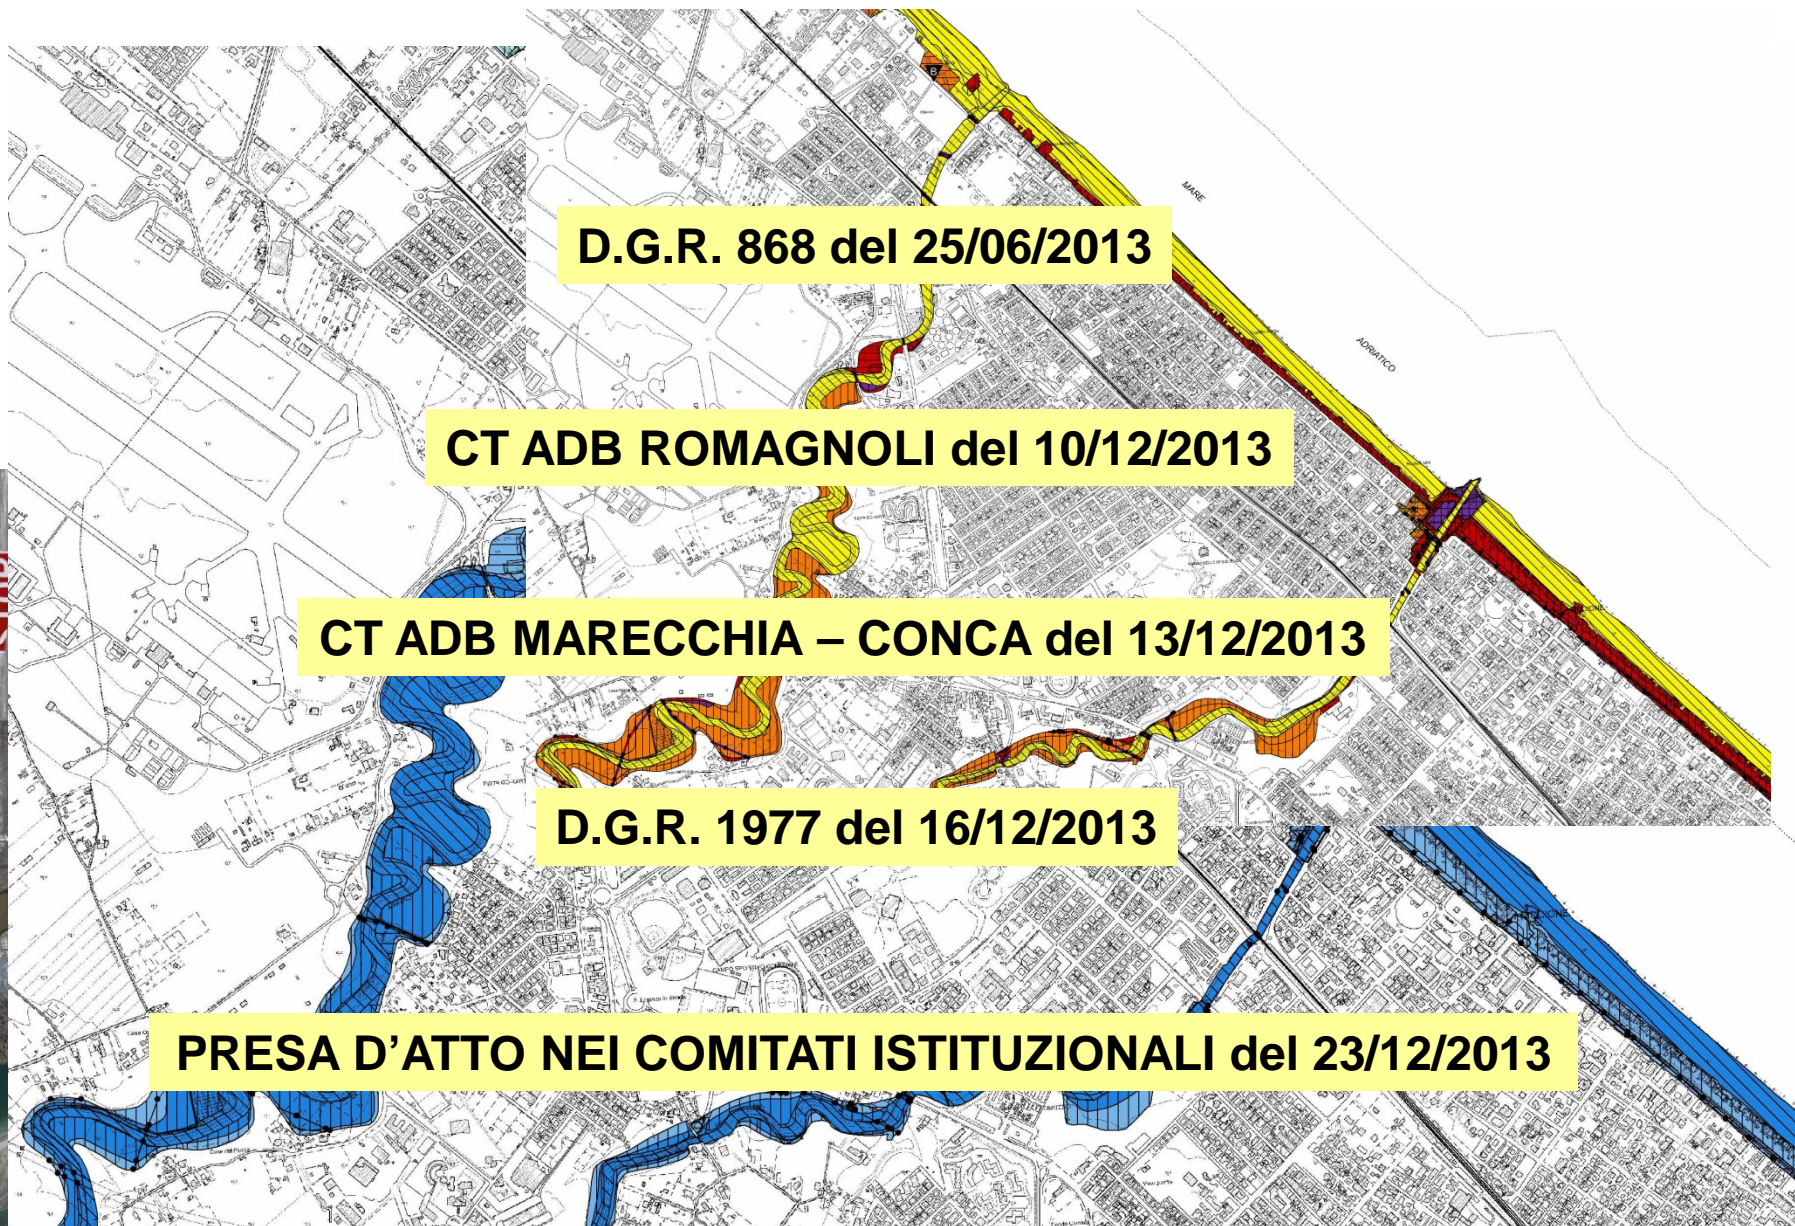 B
MARE
D.G.R. 868 del 25/06/2013
ADRIATICO
CT ADB ROMAGNOLI del 10/12/2013
CT ADB MARECCHIA – CONCA del 13/12/2013
D.G.R. 1977 del 16/12/2013
PRESA D’ATTO NEI COMITATI ISTITUZIONALI del 23/12/2013